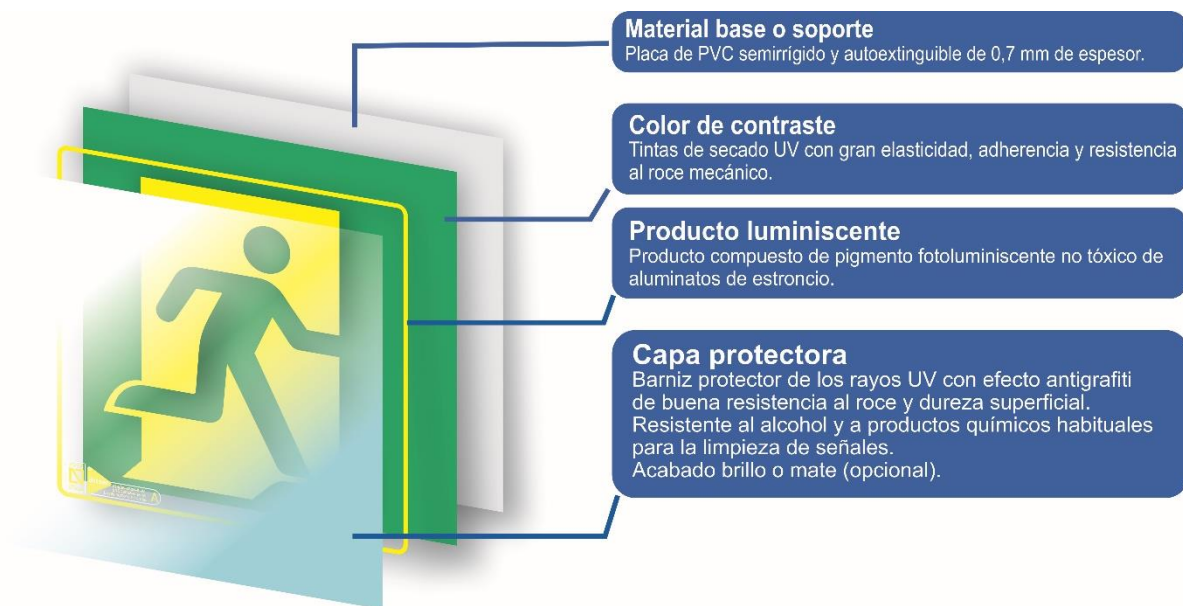 Material base o soporte
Placa de PVC semirrígido y autoextinguible de 0,7 mm de espesor.
Color de contraste
Tintas de secado UV con gran elasticidad, adherencia y resistencia
al roce mecánico.
Producto luminiscente
Producto compuesto de pigmento fotoluminiscente no tóxico de
aluminatos de estroncio.
Capa protectora
Barniz protector de los rayos UV con efecto antigrafiti
de buena resistencia al roce y dureza superficial.
Resistente al alcohol y a productos químicos habituales
para la limpieza de señales.
Acabado brillo o mate (opcional).